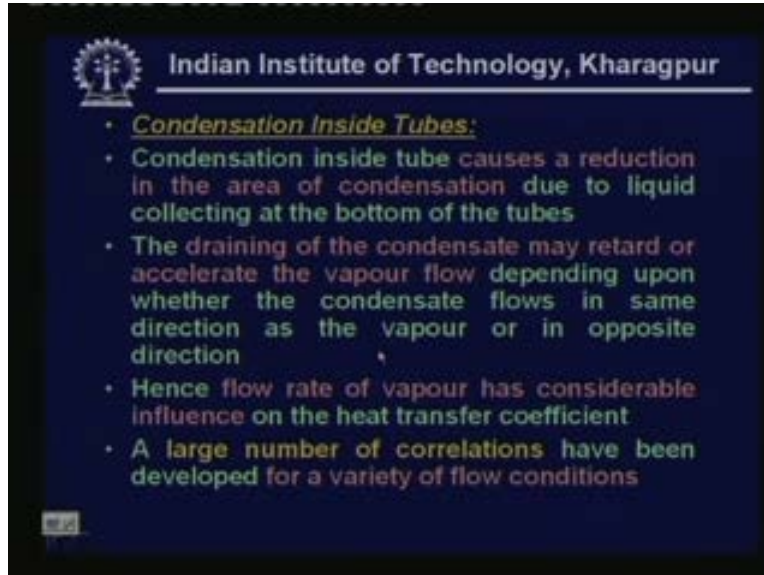 Indian Institute of Technology, Kharagpur
• Condensation Inside Tubes:
• Condensation inside tube causes a reduction
in the area of condensation due to liquid
collecting at the bottom of the tubes
• The draining of the condensate may retard or
accelerate the vapour flow depending upon
whether the condensate flows in same
direction as the vapour or in opposite
direction
• Hence flow rate of vapour has considerable
influence on the heat transfer coefficient
• A large number of correlations have been
developed for a variety of flow conditions